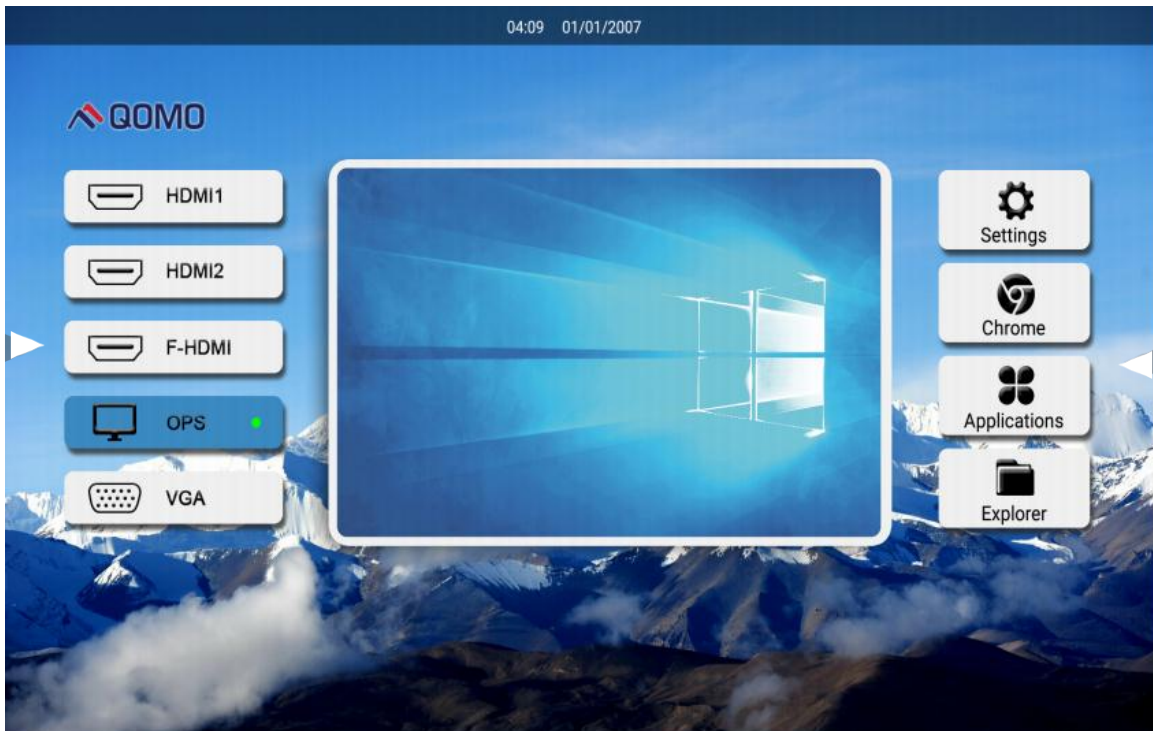 04:09 01/01/2007
QOMO
HDMI1
HDMI2
F-HDMI
OPS
VGA
Settings
Chrome
Applications
Explorer